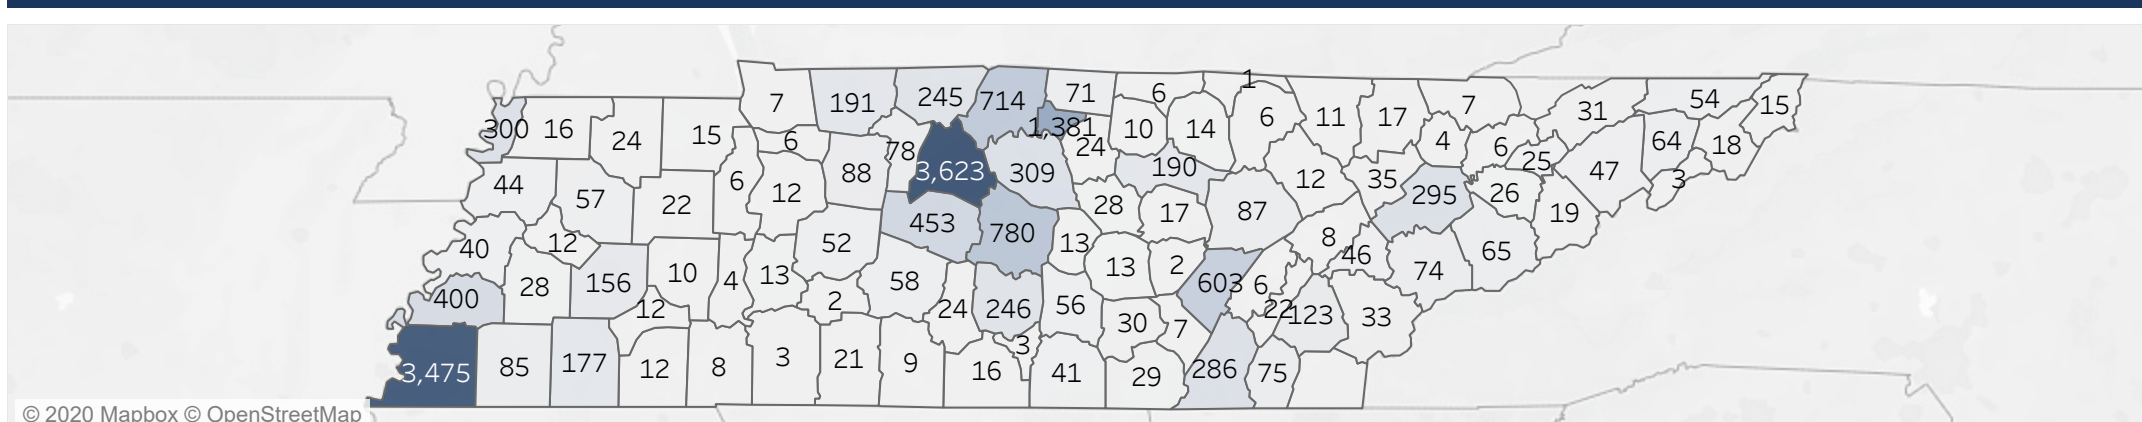 1
7 191 245 714 71 6 7 31 54 15
300 16 24 15 6 78 1,381 24 10 14 6 11 17 4 6 25 64 18
44 57 22 6 12 88 3,623 309 190 12 35 295 26 47 3
40 12 52 453 780 28 17 87 19
13 8 46 74 65
400 28 156 10 4 13 58 13 2 603 6
12 2 24 246 56 30 7 22 123 33
3,475 85 177 12 8 3 21 9 16 3 41 29 286 75
© 2020 Mapbox © OpenStreetMap